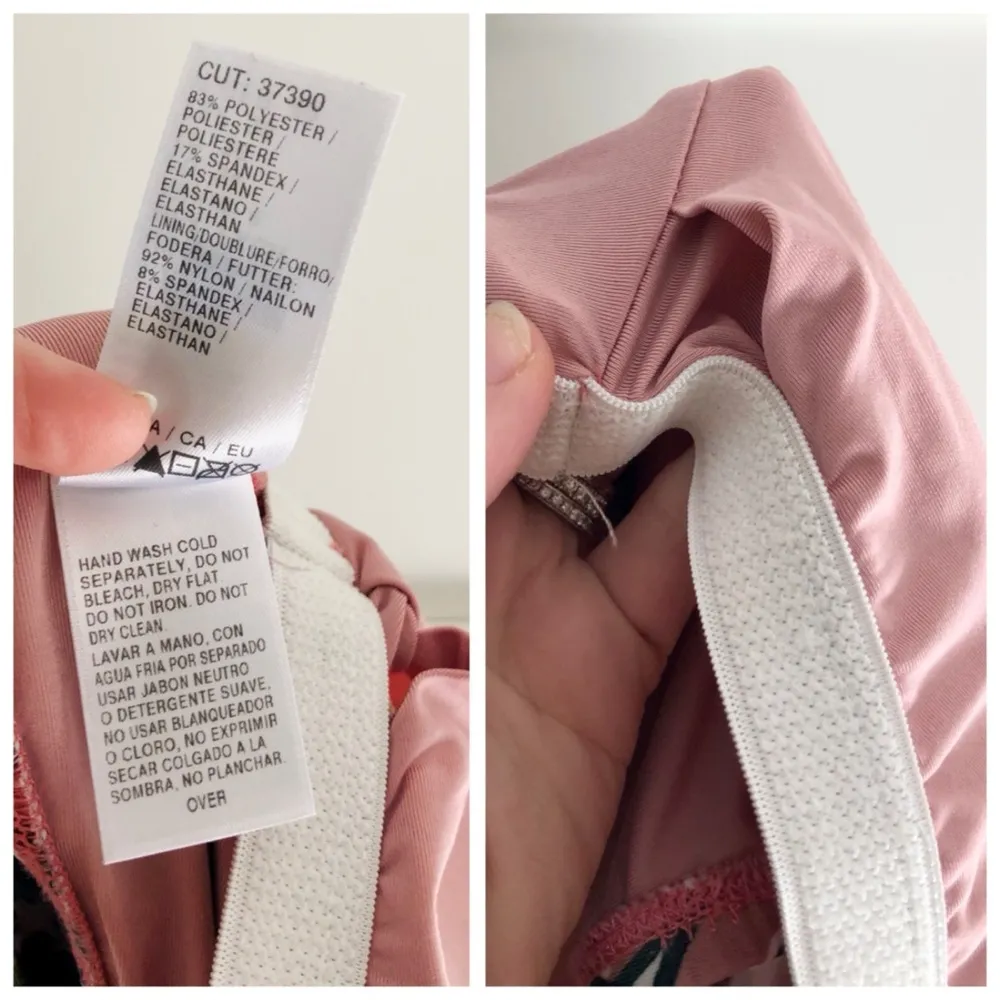 CUT: 37390
83% POLYESTER /
POLIESTER /
POLIESTERE
17% SPANDEX /
ELASTHANE /
ELASTANO /
ELASTHAN
LINING/DOUBLURE/FORRO/
FODERA / FUTTER:
92% NYLON / NAILON
8% SPANDEX /
ELASTHANE /
ELASTANO /
ELASTHAN
A / CA / EU
HAND WASH COLD
SEPARATELY, DO NOT
BLEACH, DRY FLAT
DO NOT IRON. DO NOT
DRY CLEAN.
LAVAR A MANO, CON
AGUA FRIA POR SEPARADO
USAR JABON NEUTRO
O DETERGENTE SUAVE,
NO USAR BLANQUEADOR
O CLORO, NO EXPRIMIR
SECAR COLGADO A LA
SOMBRA, NO PLANCHAR.
OVER